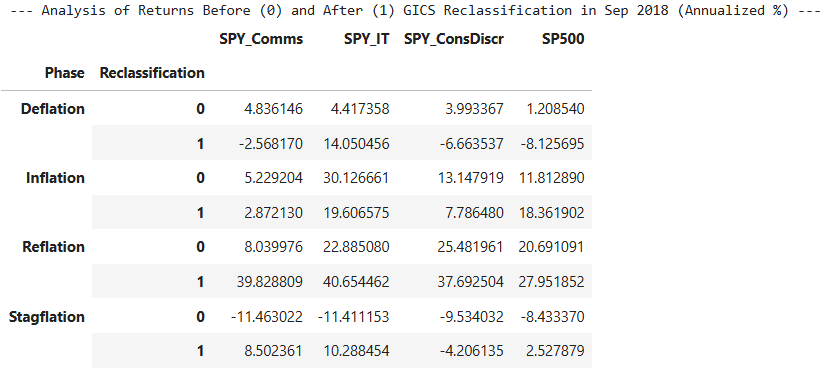 --- Analysis of Returns Before (0) and After (1) GICS Reclassification in Sep 2018 (Annualized %) ---
SPY_Comms SPY_IT SPY_ConsDiscr SP500
Phase Reclassification
Deflation 0 4.836146 4.417358 3.993367 1.208540
1 -2.568170 14.050456 -6.663537 -8.125695
Inflation 0 5.229204 30.126661 13.147919 11.812890
1 2.872130 19.606575 7.786480 18.361902
Reflation 0 8.039976 22.885080 25.481961 20.691091
1 39.828809 40.654462 37.692504 27.951852
Stagflation 0 -11.463022 -11.411153 -9.534032 -8.433370
1 8.502361 10.288454 -4.206135 2.527879